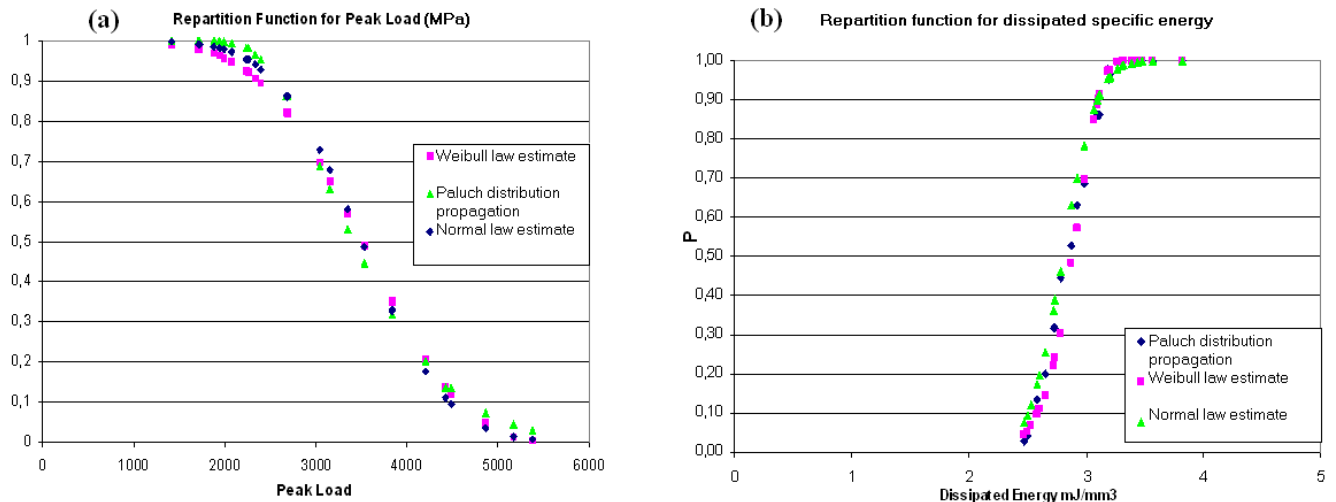 (a)
Repartition Function for Peak Load (MPa)
1
0,9
0,8
0,7
0,6
0,5
0,4
0,3
0,2
0,1
0
0 1000 2000 3000 4000 5000 6000
Peak Load
Weibull law estimate
Paluch distribution
propagation
Normal law estimate
(b)
Repartition function for dissipated specific energy
P
1,00
0,90
0,80
0,70
0,60
0,50
0,40
0,30
0,20
0,10
0,00
0 1 2 3 4 5
Dissipated Energy mJ/mm3
Paluch distribution
propagation
Weibull law estimate
Normal law estimate